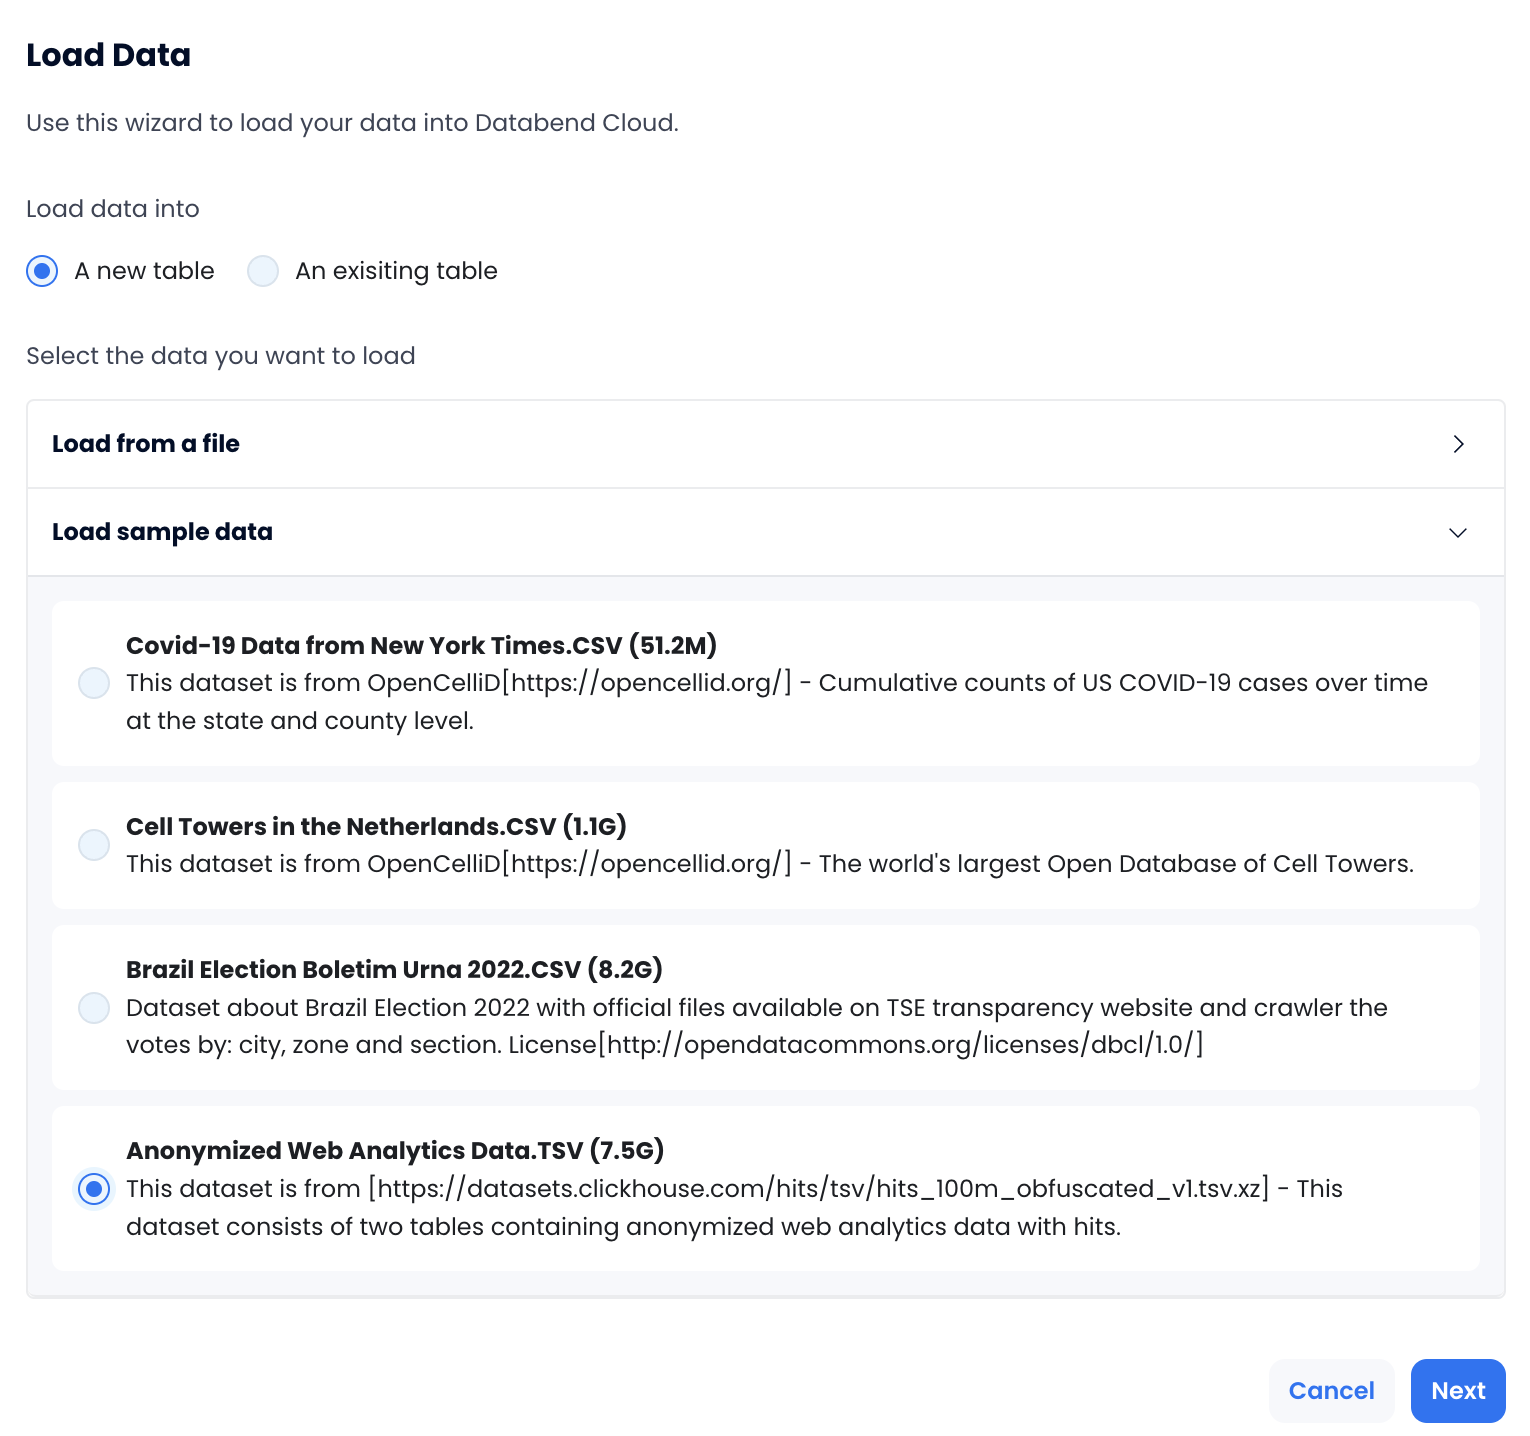 Load Data
Use this wizard to load your data into Databend Cloud.
Load data into
A new table An exisiting table
Select the data you want to load
Load from a file
Load sample data
Covid-19 Data from New York Times.CSV (51.2M)
This dataset is from OpenCelliD[https://opencellid.org/] - Cumulative counts of US COVID-19 cases over time
at the state and county level.
Cell Towers in the Netherlands.CSV (1.1G)
This dataset is from OpenCelliD[https://opencellid.org/] - The world's largest Open Database of Cell Towers.
Brazil Election Boletim Urna 2022.CSV (8.2G)
Dataset about Brazil Election 2022 with official files available on TSE transparency website and crawler the
votes by: city, zone and section. License[http://opendatacommons.org/licenses/dbcl/1.0/]
Anonymized Web Analytics Data.TSV (7.5G)
This dataset is from [https://datasets.clickhouse.com/hits/tsv/hits_100m_obfuscated_v1.tsv.xz] - This
dataset consists of two tables containing anonymized web analytics data with hits.
Cancel Next